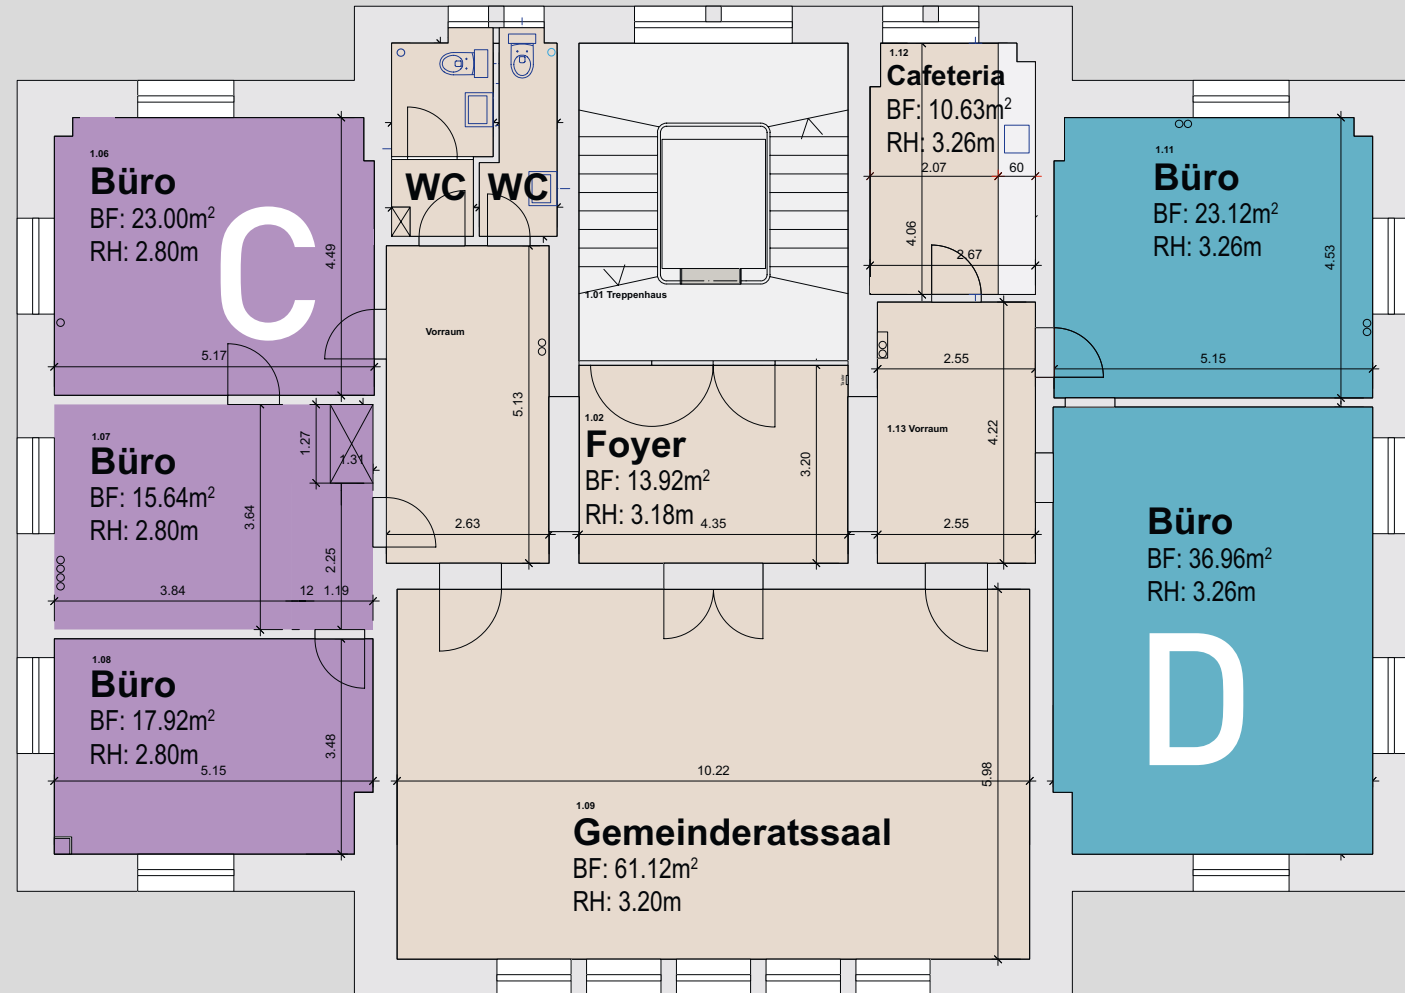 1.06
Büro
BF: 23.00m²
RH: 2.80m
C
4.49
5.17
WC
WC
Vorraum
5.13
2.63
1.01 Treppenhaus
1.12
Cafeteria
BF: 10.63m²
RH: 3.26m
2.07
60
4.06
2.67
1.11
Büro
BF: 23.12m²
RH: 3.26m
4.53
5.15
1.07
Büro
BF: 15.64m²
RH: 2.80m
1.27
1.31
3.64
2.25
3.84
12
1.19
1.02
Foyer
BF: 13.92m²
RH: 3.18m
3.20
4.35
2.55
1.13 Vorraum
4.22
2.55
Büro
BF: 36.96m²
RH: 3.26m
D
1.08
Büro
BF: 17.92m²
RH: 2.80m
3.48
5.15
10.22
5.98
1.09
Gemeinderatssaal
BF: 61.12m²
RH: 3.20m